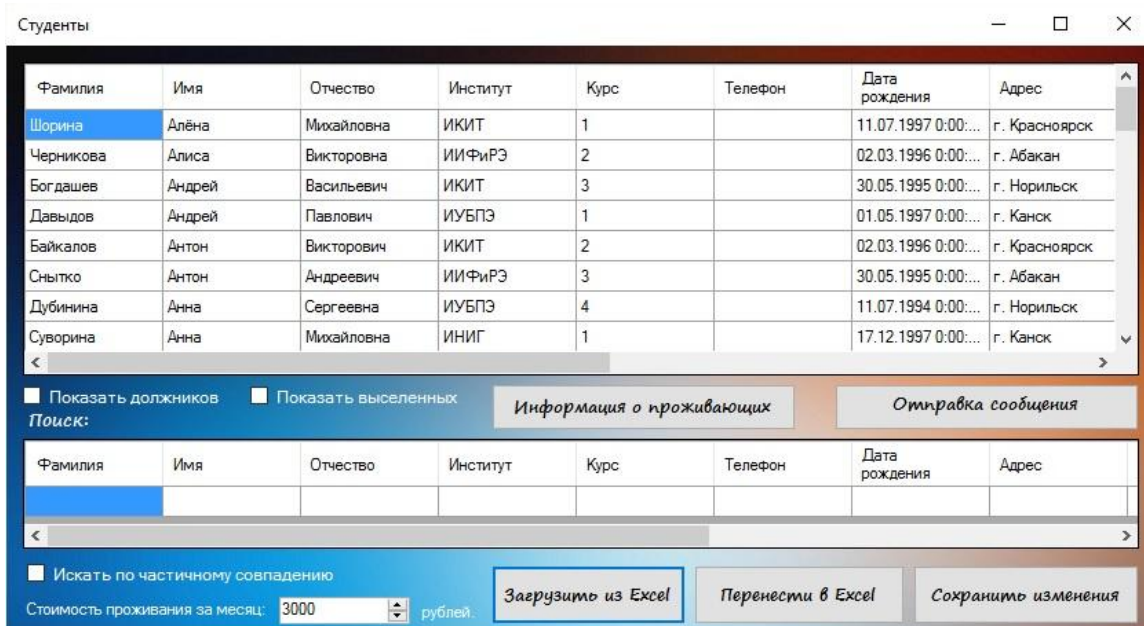 Студенты
Фамилия Имя Отчество Институт Курс Телефон Дата рождения Адрес
Шорина Алёна Михайловна ИКИТ 1 11.07.1997 0:00:... г. Красноярск
Черникова Алиса Викторовна ИИФиРЭ 2 02.03.1996 0:00:... г. Абакан
Богдашев Андрей Васильевич ИКИТ 3 30.05.1995 0:00:... г. Норильск
Давыдов Андрей Павлович ИУБПЭ 1 01.05.1997 0:00:... г. Канск
Байкалов Антон Викторович ИКИТ 2 02.03.1996 0:00:... г. Красноярск
Снытко Антон Андреевич ИИФиРЭ 3 30.05.1995 0:00:... г. Абакан
Дубинина Анна Сергеевна ИУБПЭ 4 11.07.1994 0:00:... г. Норильск
Суворина Анна Михайловна ИНИГ 1 17.12.1997 0:00:... г. Канск
Показать должников Показать выселенных Информация о проживающих Отправка сообщения
Поиск:
Фамилия Имя Отчество Институт Курс Телефон Дата рождения Адрес
Искать по частичному совпадению
Загрузить из Excel Перенести в Excel Сохранить изменения
Стоимость проживания за месяц: 3000 рублей.